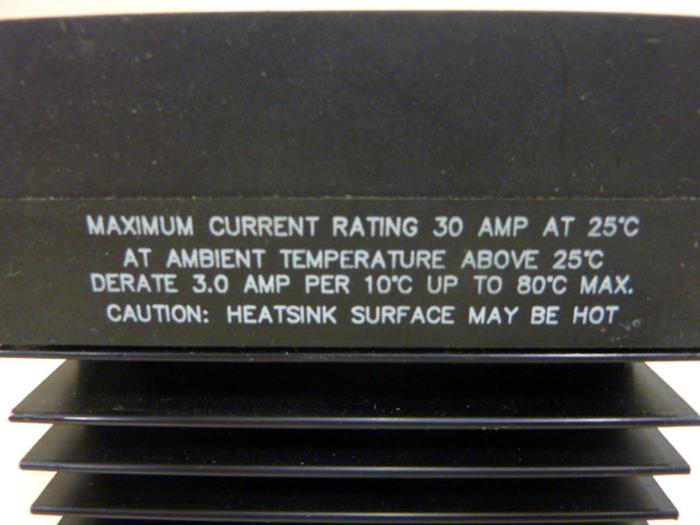 MAXIMUM CURRENT RATING 30 AMP AT 25°C
AT AMBIENT TEMPERATURE ABOVE 25°C
DERATE 3.0 AMP PER 10°C UP TO 80°C MAX.
CAUTION: HEATSINK SURFACE MAY BE HOT